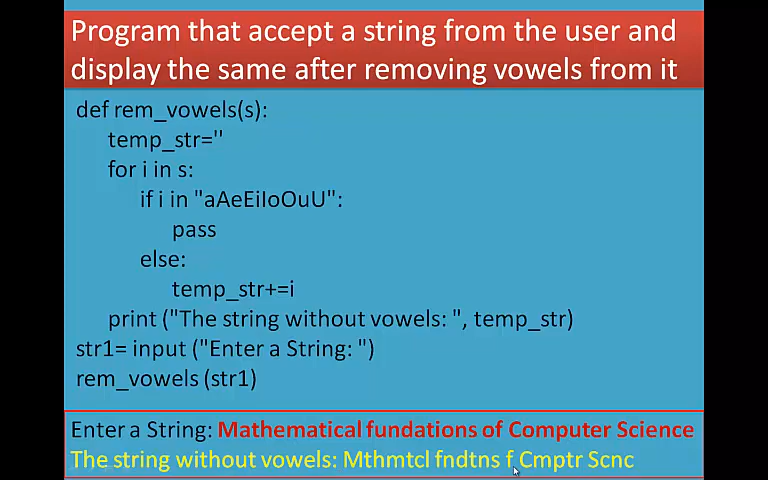 Program that accept a string from the user and
display the same after removing vowels from it
def rem_vowels(s):
temp_str=''
for i in s:
if i in "aAeEiIoOuU":
pass
else:
temp_str+=i
print ("The string without vowels: ", temp_str)
str1= input ("Enter a String: ")
rem_vowels (str1)
Enter a String: Mathematical fundations of Computer Science
The string without vowels: Mthmtcl fndtns f Cmptr Scnc